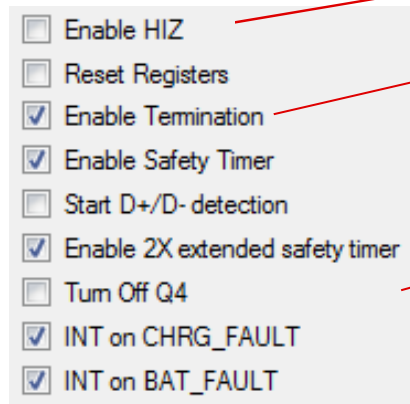 Enable HIZ
Reset Registers
Enable Termination
Enable Safety Timer
Start D+/D- detection
Enable 2X extended safety timer
Turn Off Q4
INT on CHRG_FAULT
INT on BAT_FAULT